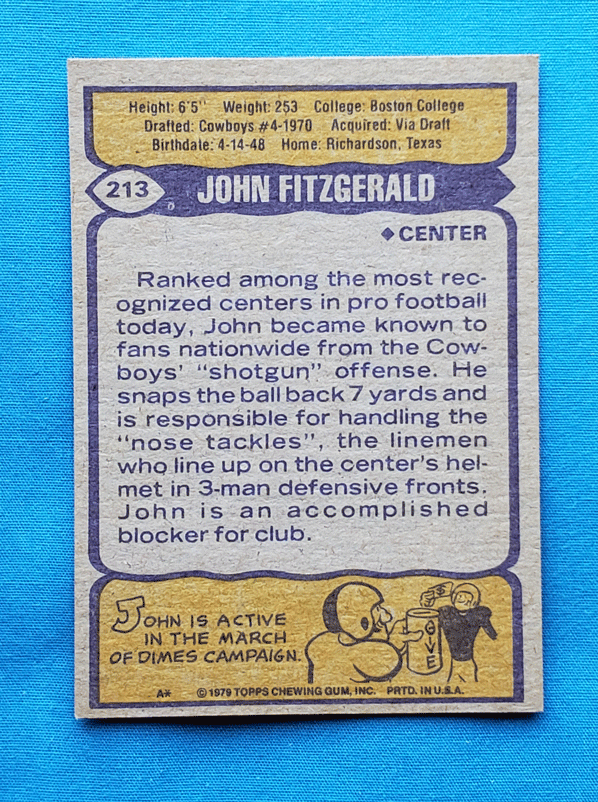 Height: 6'5" Weight: 253 College: Boston College
Drafted: Cowboys #4-1970 Acquired: Via Draft
Birthdate: 4-14-48 Home: Richardson, Texas
213 JOHN FITZGERALD
◆CENTER
Ranked among the most rec-
ognized centers in pro football
today, John became known to
fans nationwide from the Cow-
boys' "shotgun" offense. He
snaps the ball back 7 yards and
is responsible for handling the
"nose tackles", the linemen
who line up on the center's hel-
met in 3-man defensive fronts.
John is an accomplished
blocker for club.
JOHN IS ACTIVE
IN THE MARCH
OF DIMES CAMPAIGN.
GIVE
A* © 1979 TOPPS CHEWING GUM, INC. PRTD. IN U.S.A.